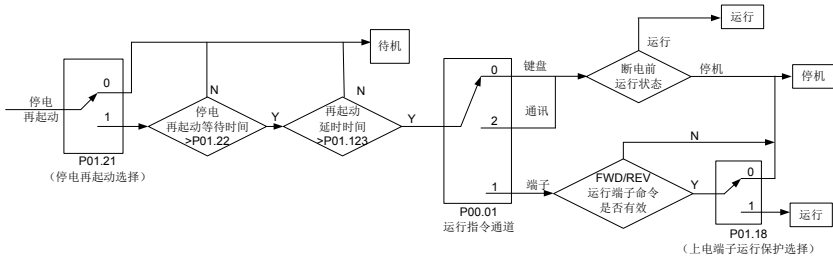 停电
再起动
0
1
P01.21
（停电再起动选择）
N
停电
再起动等待时间
>P01.22
Y
N
再起动
延时时间
>P01.123
Y
待机
0
键盘
2
通讯
1
端子
P00.01
运行指令通道
断电前
运行状态
运行
运行
停机
停机
N
FWD/REV
运行端子命令
是否有效
Y
0
1
P01.18
（上电端子运行保护选择）
运行